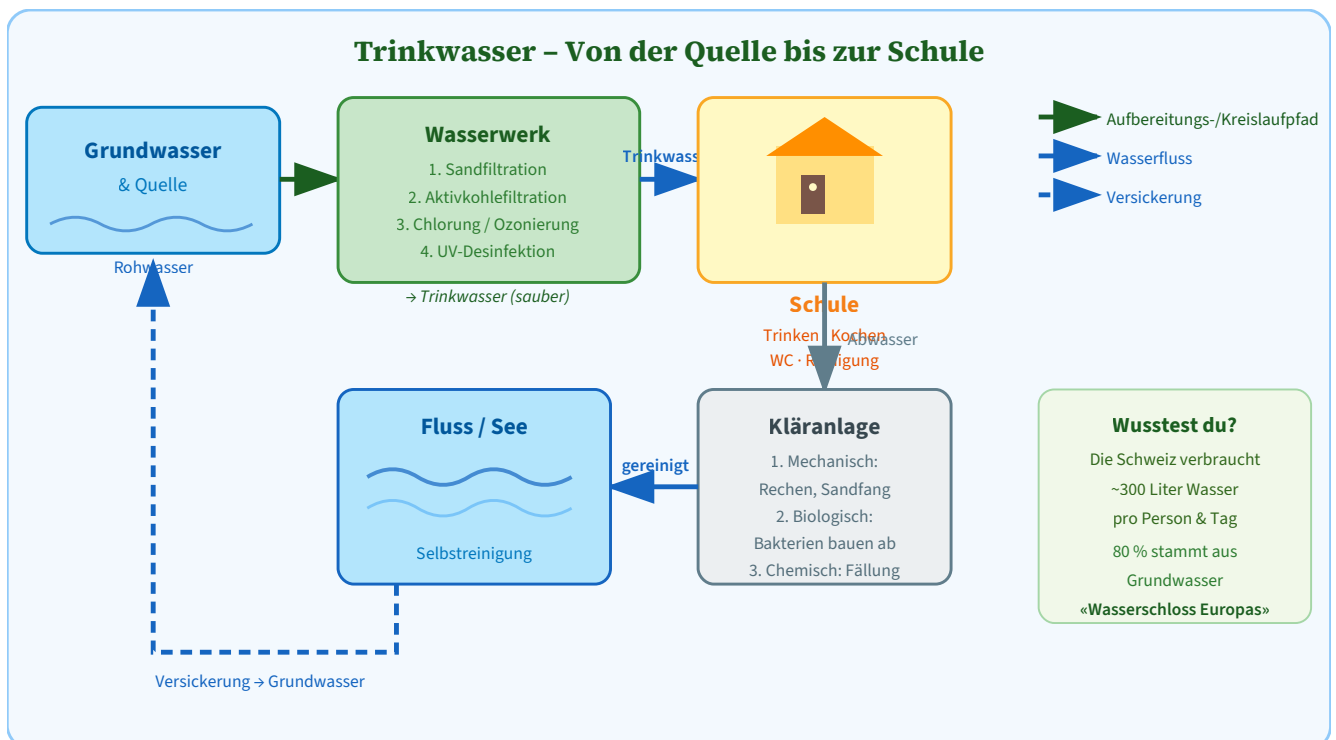 Trinkwasser – Von der Quelle bis zur Schule
Grundwasser
& Quelle
Rohwasser
Wasserwerk
1. Sandfiltration
2. Aktivkohlefiltration
3. Chlorung / Ozonierung
4. UV-Desinfektion
→ Trinkwasser (sauber)
Trinkwass
Schule
Trinken · Kochen
WC · Reinigung
Abwasser
Aufbereitungs-/Kreislaufpfad
Wasserfluss
Versickerung
Fluss / See
Selbstreinigung
gereinigt
Kläranlage
1. Mechanisch:
Rechen, Sandfang
2. Biologisch:
Bakterien bauen ab
3. Chemisch: Fällung
Wusstest du?
Die Schweiz verbraucht
~300 Liter Wasser
pro Person & Tag
80 % stammt aus
Grundwasser
«Wasserschloss Europas»
Versickerung → Grundwasser